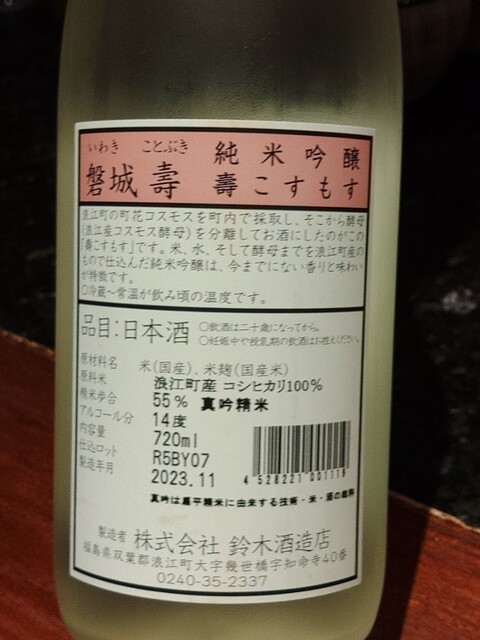 いわき ことぶき 純米吟醸
磐城 壽 壽こすもす
浪江町の町花コスモスを町内で採取し、そこから酵母
(浪江産コスモス酵母)を分離してお酒にしたのがこの
「壽こすもす」です。米、水、そして酵母までを浪江町産の
もので仕込んだ純米吟醸は、今までにない香りと味わい
が特徴です。
○冷蔵～常温が飲み頃の温度です。
品目:日本酒 ○飲酒は二十歳になってから。
○妊娠中や授乳期の飲酒はお控えください。
原材料名 米(国産)、米麹(国産米)
原料米 浪江町産 コシヒカリ100%
精米歩合 55% 真吟精米
アルコール分 14度
内容量 720ml
仕込ロット R5BY07
製造年月 2023.11
4 528221 001119
真吟は扁平精米に由来する技術・米・酒の総称
製造者 株式会社 鈴木酒造店
福島県双葉郡浪江町大字幾世橋字知命寺40番
0240-35-2337